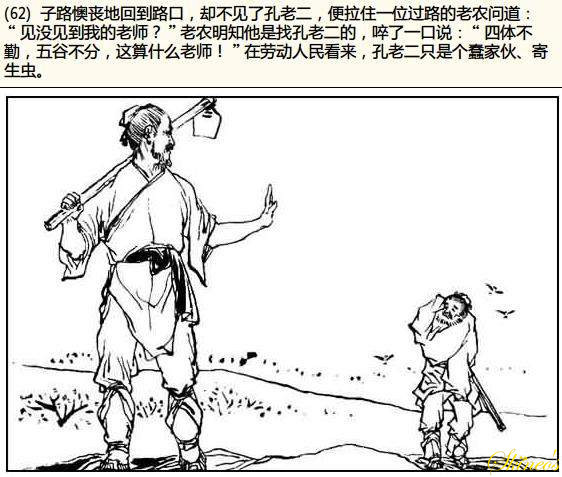 (62) 子路懊丧地回到路口，却不见了孔老二，便拉住一位过路的老农问道：
“ 见没见到我的老师？”老农明知他是找孔老二的，啐了一口说：“ 四体不
勤，五谷不分，这算什么老师！”在劳动人民看来，孔老二只是个蠢家伙、寄
生虫。